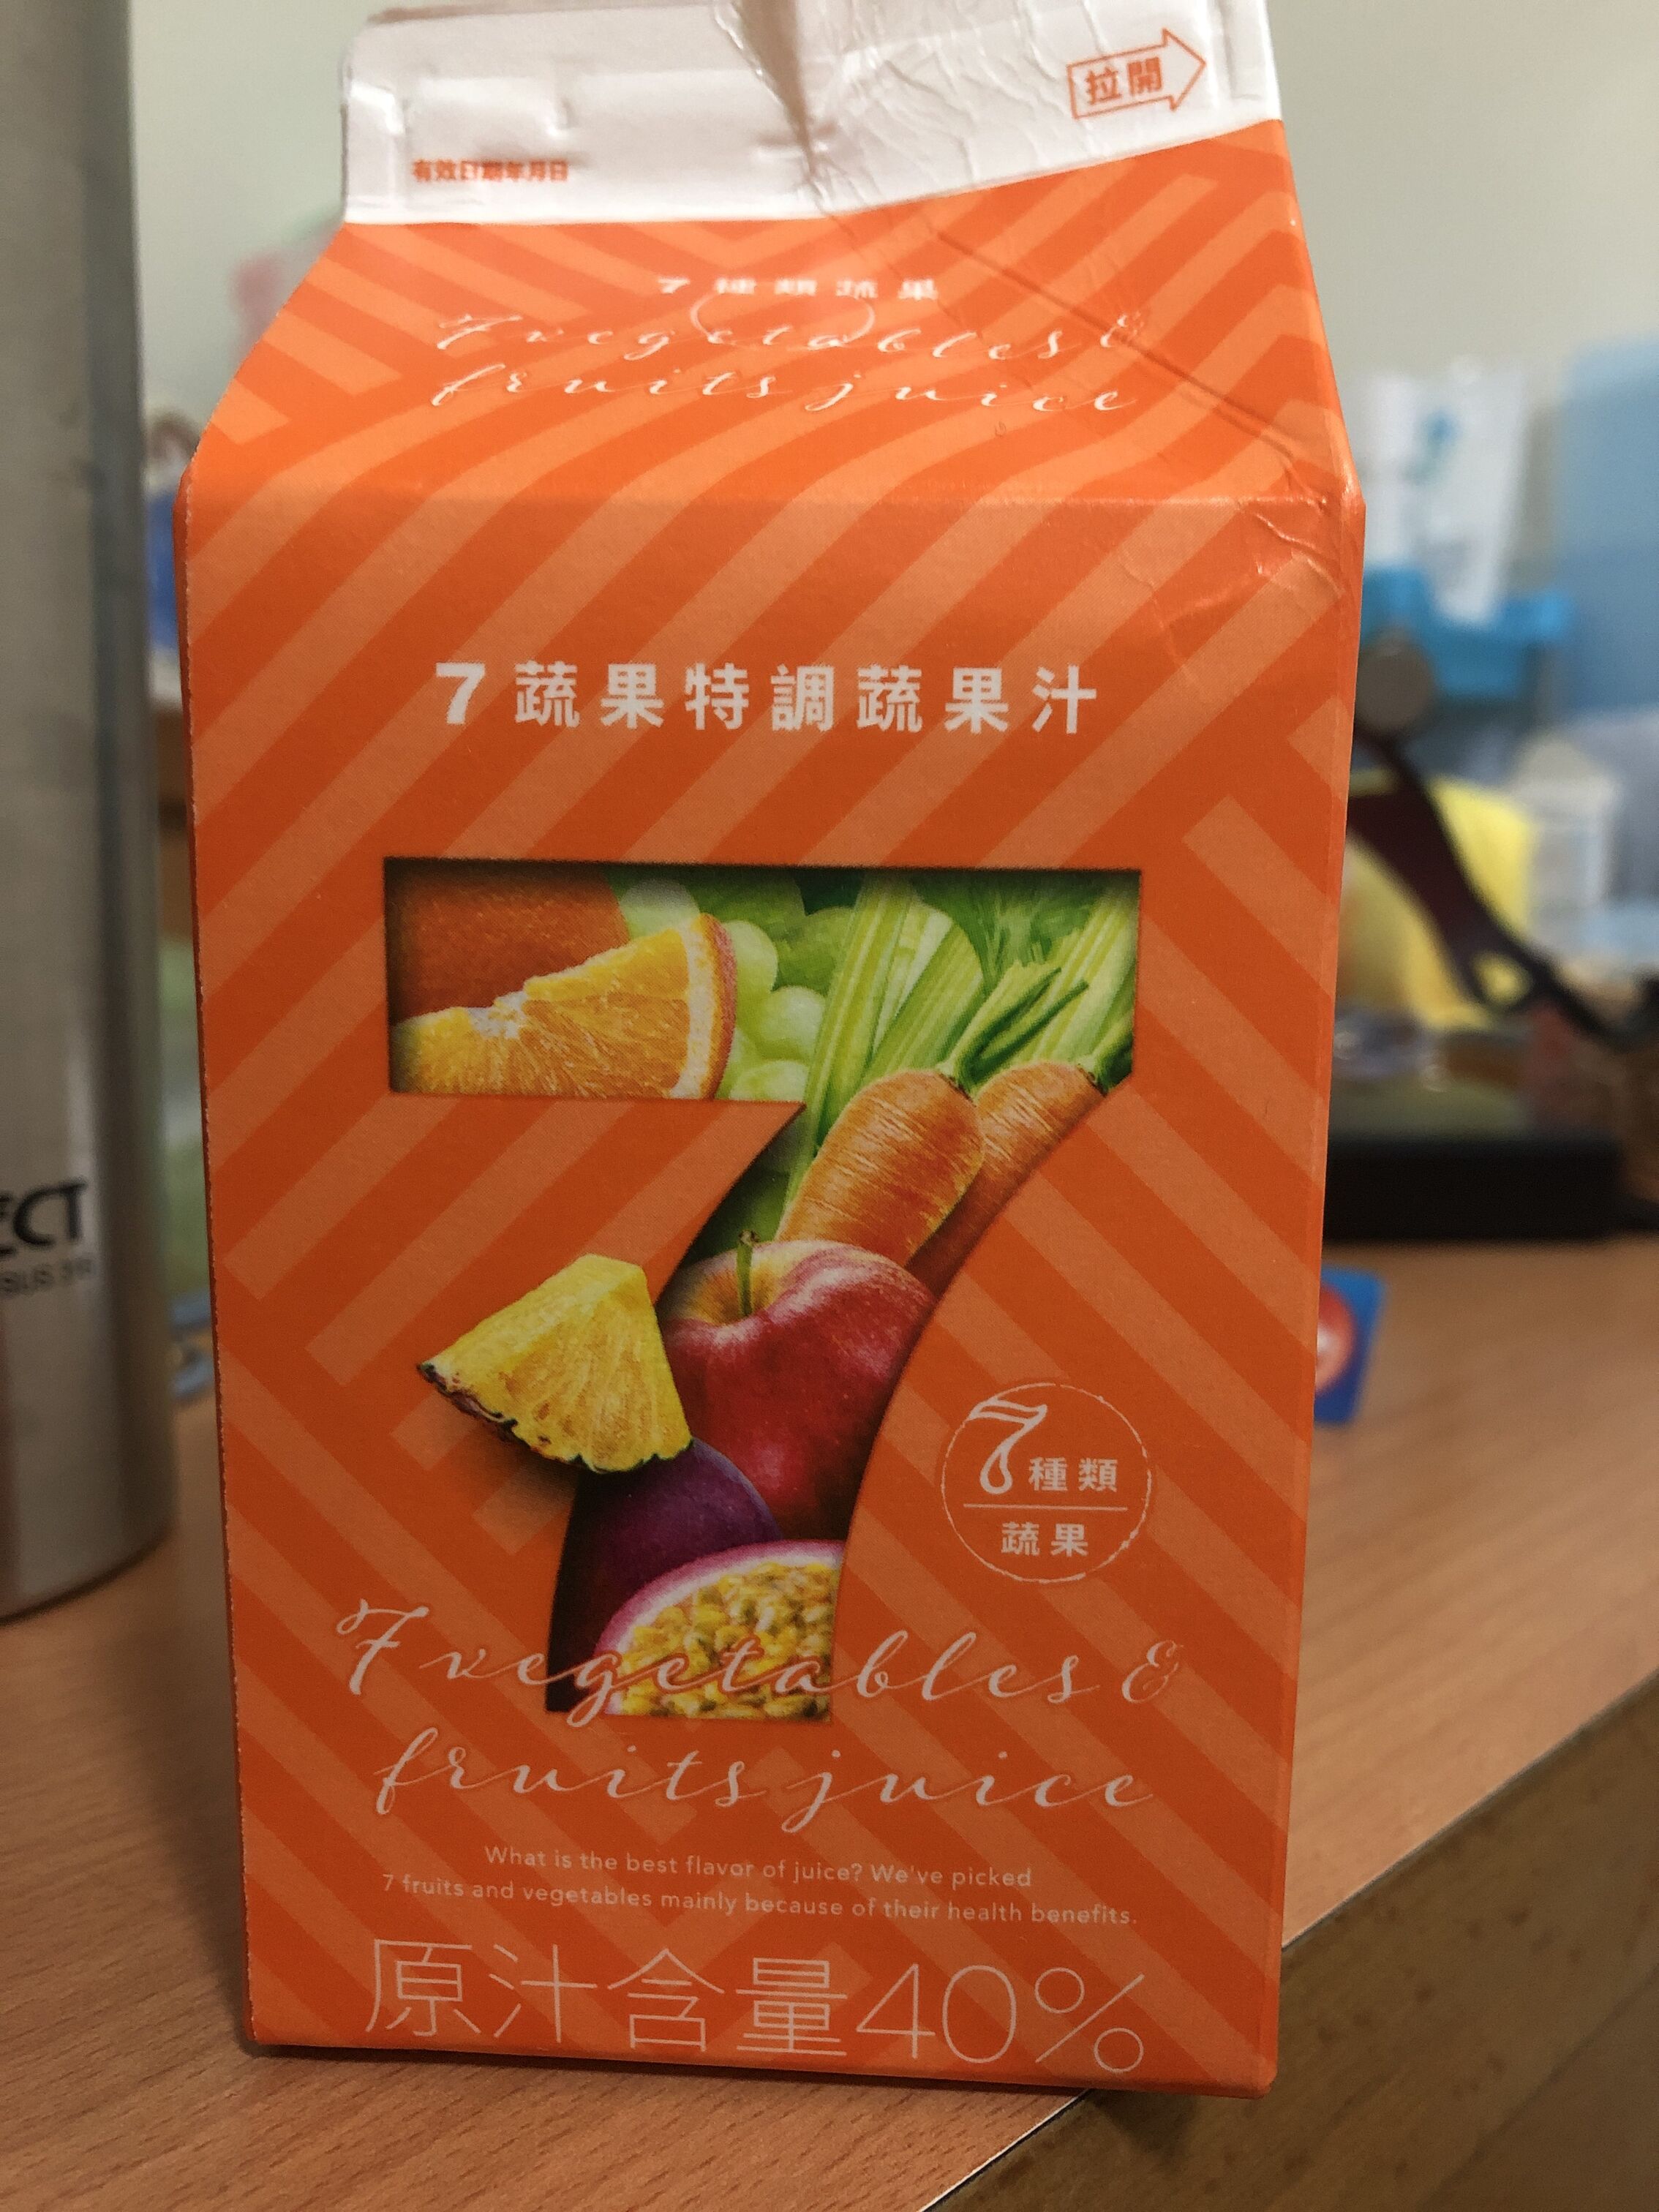 拉開
有效日期年月日
7種類蔬果
7 vegetables &
fruits juice
7蔬果特調蔬果汁
7種類
蔬果
7 vegetables &
fruits juice
What is the best flavor of juice? We've picked
7 fruits and vegetables mainly because of their health benefits.
原汁含量40%
ECT